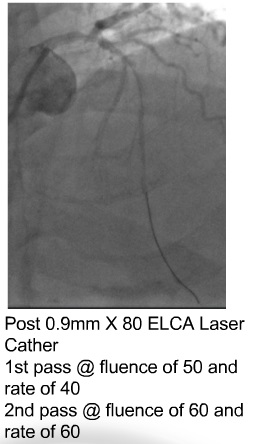 Post 0.9mm X 80 ELCA Laser
Cather
1st pass @ fluence of 50 and
rate of 40
2nd pass @ fluence of 60 and
rate of 60